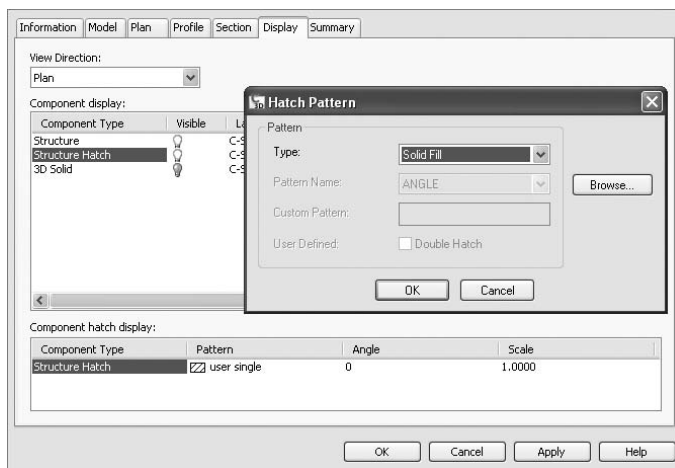 Information Model Plan Profile Section Display Summary
View Direction:
Plan
Component display:
Component Type Visible
Structure
Structure Hatch
3D Solid
Hatch Pattern
Pattern
Type: Solid Fill
Pattern Name: ANGLE Browse...
Custom Pattern:
User Defined: Double Hatch
OK Cancel
Component hatch display:
Component Type Pattern Angle Scale
Structure Hatch user single 0 1.0000
OK Cancel Apply Help